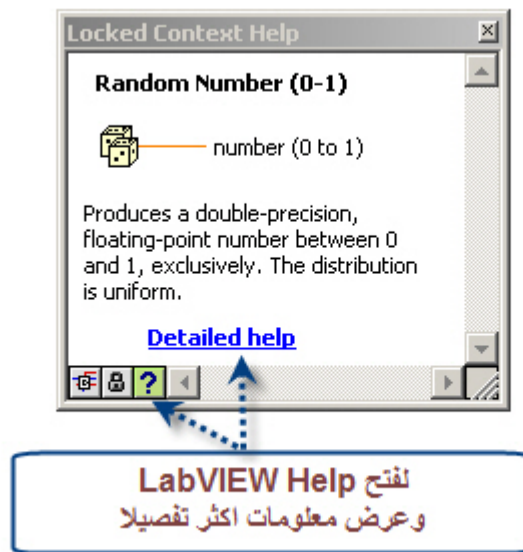 Locked Context Help
Random Number (0-1)
number (0 to 1)
Produces a double-precision,
floating-point number between 0
and 1, exclusively. The distribution
is uniform.
Detailed help
?
لفتح LabVIEW Help
وعرض معلومات اكثر تفصيلا